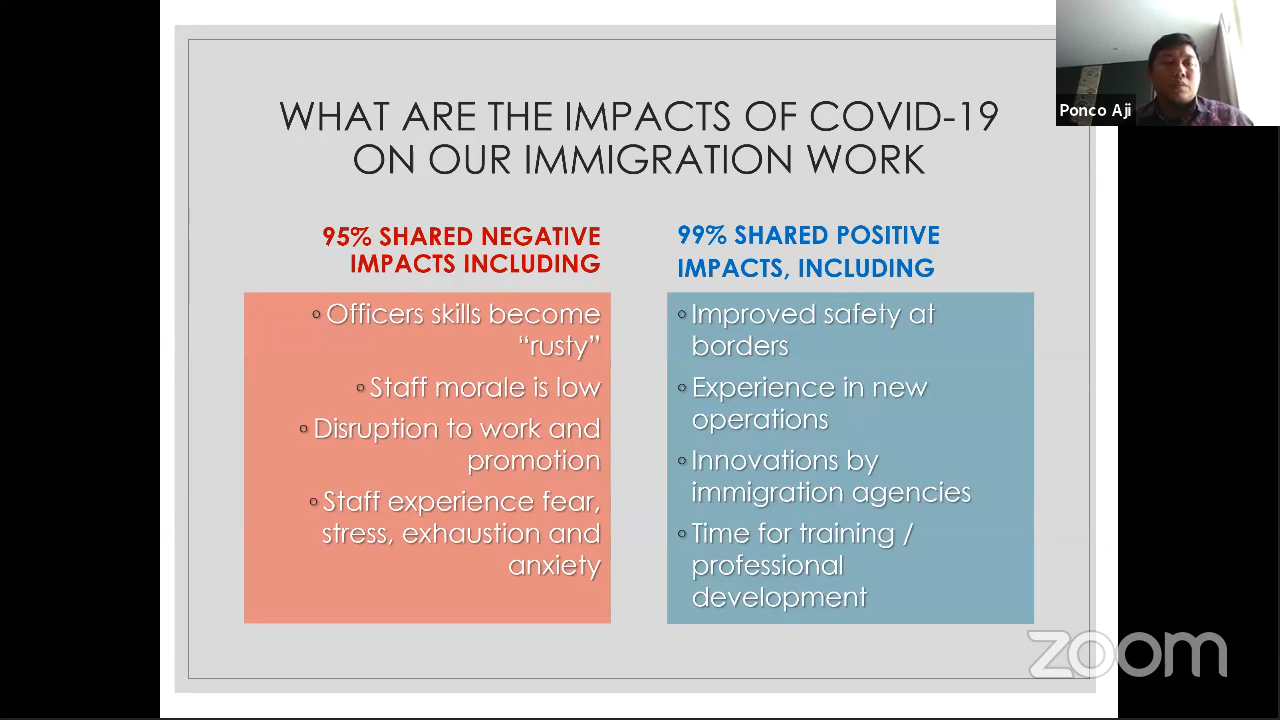 WHAT ARE THE IMPACTS OF COVID-19
ON OUR IMMIGRATION WORK
95% SHARED NEGATIVE
IMPACTS INCLUDING
◦Officers skills become
“rusty”
◦Staff morale is low
◦Disruption to work and
promotion
◦Staff experience fear,
stress, exhaustion and
anxiety
99% SHARED POSITIVE
IMPACTS, INCLUDING
◦Improved safety at
borders
◦Experience in new
operations
◦Innovations by
immigration agencies
◦Time for training /
professional
development
Ponco Aji
zoom